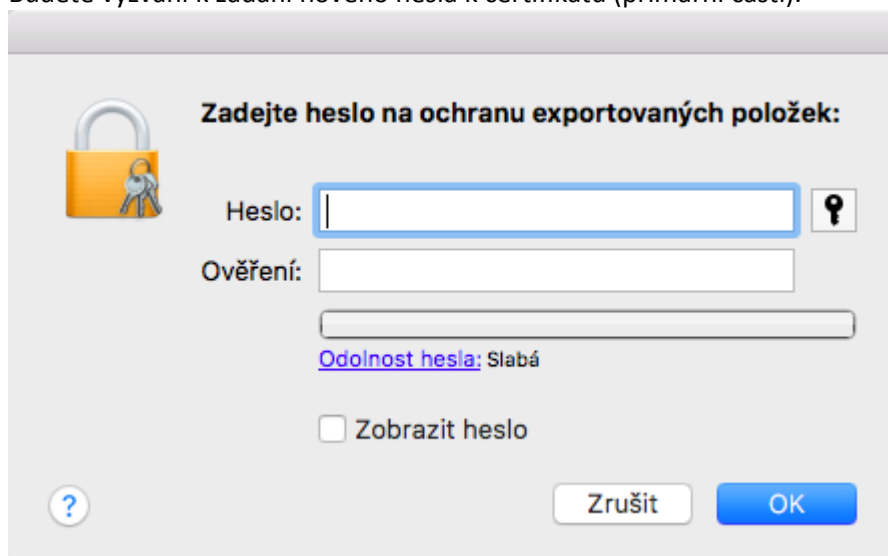 Budete vyzváni k zadání nového hesla k certifikátu (primární části).
Zadejte heslo na ochranu exportovaných položek:
Heslo:
Ověření:
Odolnost hesla: Slabá
Zobrazit heslo
? Zrušit OK